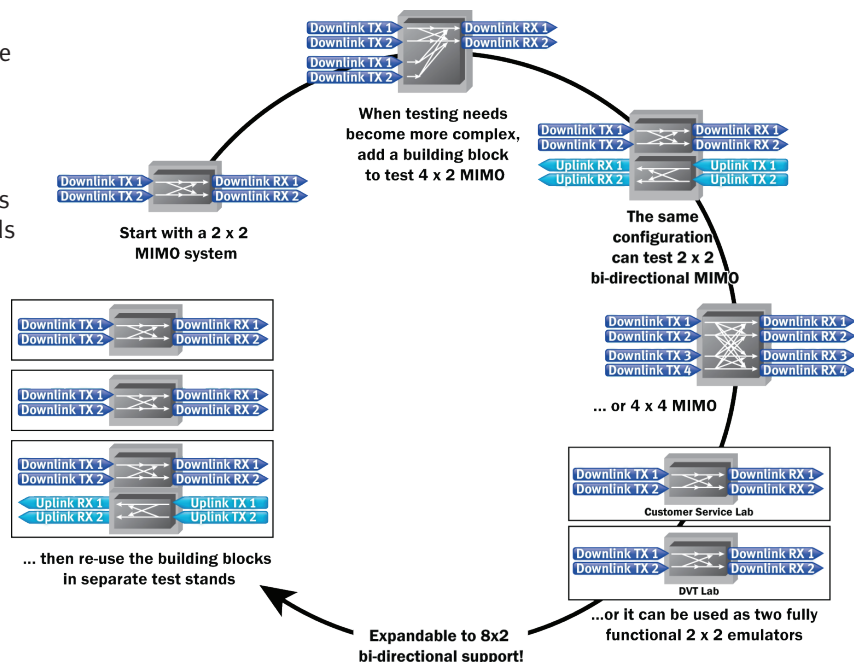 e
s
ls
Downlink TX 1
Downlink RX 1
Downlink TX 2
Downlink RX 2
Start with a 2 x 2
MIMO system
Downlink TX 1
Downlink RX 1
Downlink TX 2
Downlink RX 2
Downlink TX 1
Downlink TX 2
When testing needs
become more complex,
add a building block
to test 4 x 2 MIMO
Downlink TX 1
Downlink RX 1
Downlink TX 2
Downlink RX 2
Uplink RX 1
Uplink TX 1
Uplink RX 2
Uplink TX 2
The same
configuration
can test 2 x 2
bi-directional MIMO
Downlink TX 1
Downlink RX 1
Downlink TX 2
Downlink RX 2
Downlink TX 3
Downlink RX 3
Downlink TX 4
Downlink RX 4
... or 4 x 4 MIMO
Downlink TX 1
Downlink RX 1
Downlink TX 2
Downlink RX 2
Customer Service Lab
Downlink TX 1
Downlink RX 1
Downlink TX 2
Downlink RX 2
DVT Lab
...or it can be used as two fully
functional 2 x 2 emulators
Expandable to 8x2
bi-directional support!
Downlink TX 1
Downlink RX 1
Downlink TX 2
Downlink RX 2
Downlink TX 1
Downlink RX 1
Downlink TX 2
Downlink RX 2
Downlink TX 1
Downlink RX 1
Downlink TX 2
Downlink RX 2
Uplink RX 1
Uplink TX 1
Uplink RX 2
Uplink TX 2
... then re-use the building blocks
in separate test stands